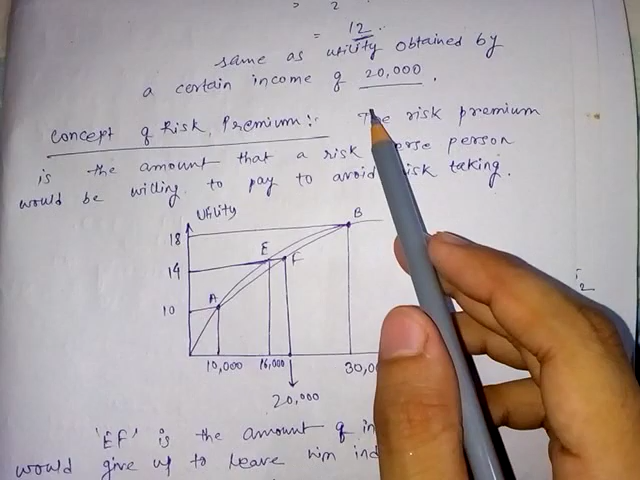 2
= 12
same as utility obtained by
a certain income of 20,000.
Concept of Risk Premium:- The risk premium
is the amount that a risk verse person
would be willing to pay to avoid risk taking.
Utility
B
18
E
F
14
A
10
10,000 16,000 30,00
20,000
'EF' is the amount of in
would give up to leave him ind